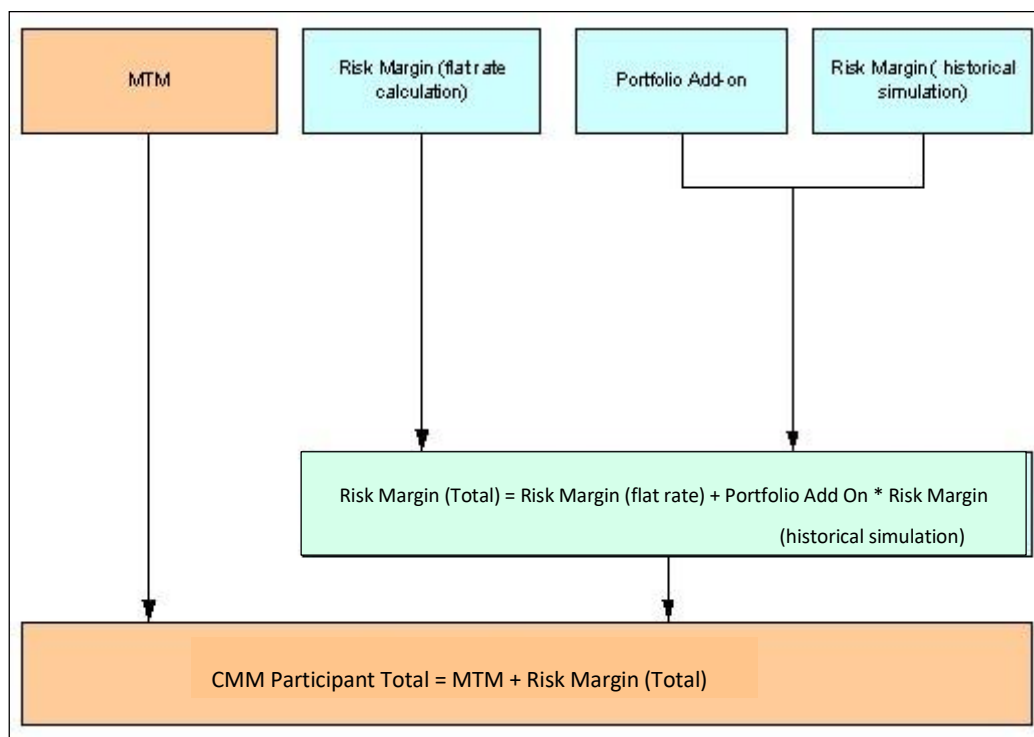 MTM
Risk Margin (flat rate
calculation)
Portfolio Add-on
Risk Margin( historical
simulation)
Risk Margin (Total) = Risk Margin (flat rate) + Portfolio Add On * Risk Margin
(historical simulation)
CMM Participant Total = MTM + Risk Margin (Total)